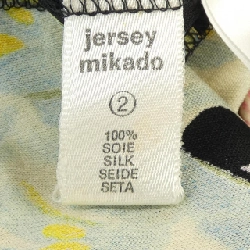 jersey
mikado
2
100%
SOIE
SILK
SEIDE
SETA